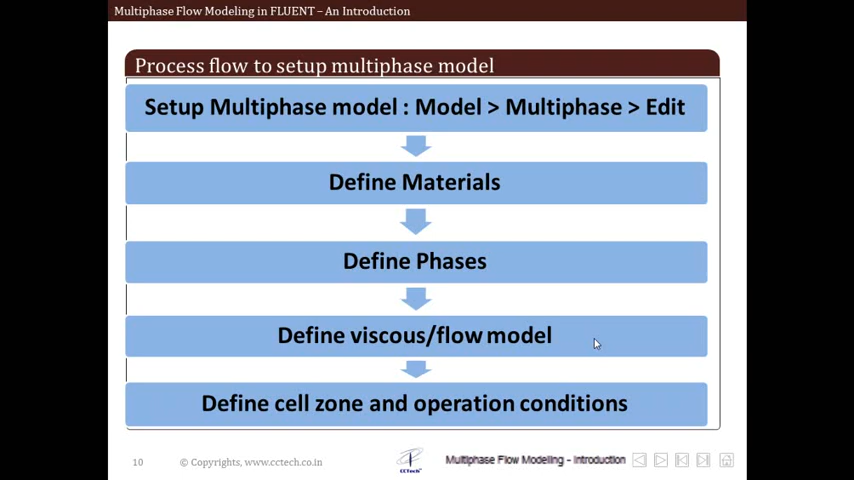 Multiphase Flow Modeling in FLUENT – An Introduction
Process flow to setup multiphase model
Setup Multiphase model : Model > Multiphase > Edit
Define Materials
Define Phases
Define viscous/flow model
Define cell zone and operation conditions
10 © Copyrights, www.cctech.co.in CCTech Multiphase Flow Modelling - Introduction